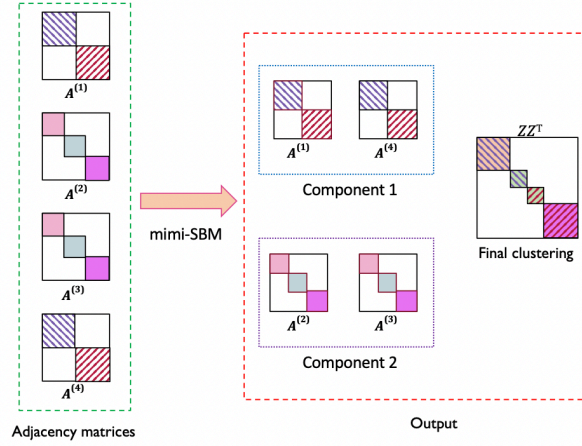 A⁽¹⁾
A⁽²⁾
A⁽³⁾
A⁽⁴⁾
Adjacency matrices
mimi-SBM
A⁽¹⁾ A⁽⁴⁾
Component 1
A⁽²⁾ A⁽³⁾
Component 2
ZZᵀ
Final clustering
Output